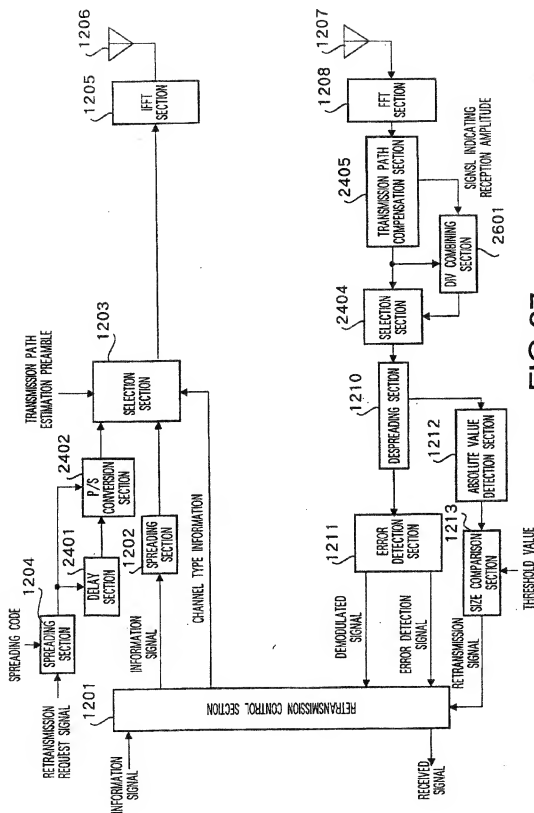 SPREADING CODE
1204
SPREADING
SECTION
RETRANSMISSION
REQUEST SIGNAL
2401
DELAY
SECTION
2402
P/S
CONVERSION
SECTION
TRANSMISSION PATH
ESTIMATION PREAMBLE
1203
SELECTION
SECTION
1202
SPREADING
SECTION
INFORMATION
SIGNAL
CHANNEL TYPE INFORMATION
1205
IFFT
SECTION
1206
1201
RETRANSMISSION CONTROL SECTION
INFORMATION
SIGNAL
RECEIVED
SIGNAL
1207
1208
FFT
SECTION
2405
TRANSMISSION PATH
COMPENSATION SECTION
SIGNSL INDICATING
RECEPTION AMPLITUDE
2601
DIV COMBINING
SECTION
2404
SELECTION
SECTION
1210
DESPREADING SECTION
1211
ERROR
DETECTION
SECTION
1212
ABSOLUTE VALUE
DETECTION SECTION
1213
SIZE COMPARISON
SECTION
THRESHOLD VALUE
DEMODULATED
SIGNAL
ERROR DETECTION
SIGNAL
RETRANSMISSION
SIGNAL